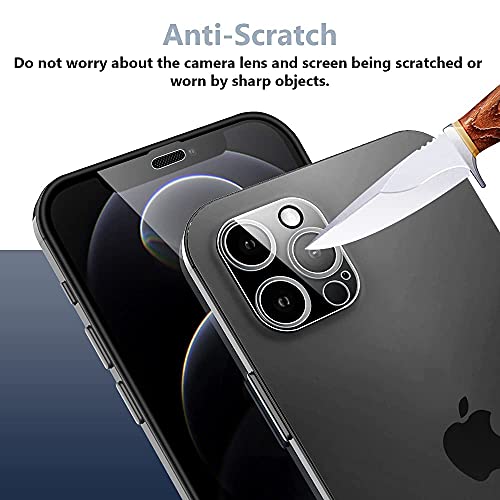 Anti-Scratch
Do not worry about the camera lens and screen being scratched or
worn by sharp objects.